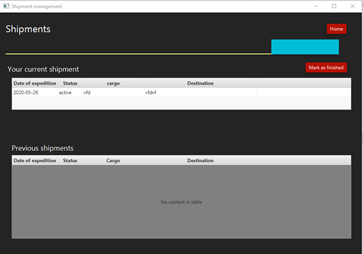 Shipment management
Shipments
Home
Your current shipment
Mark as finished
Date of expedition Status cargo Destination
2020-05-26 active vfd vfdvf
Previous shipments
Date of expedition Status Cargo Destination
No content in table